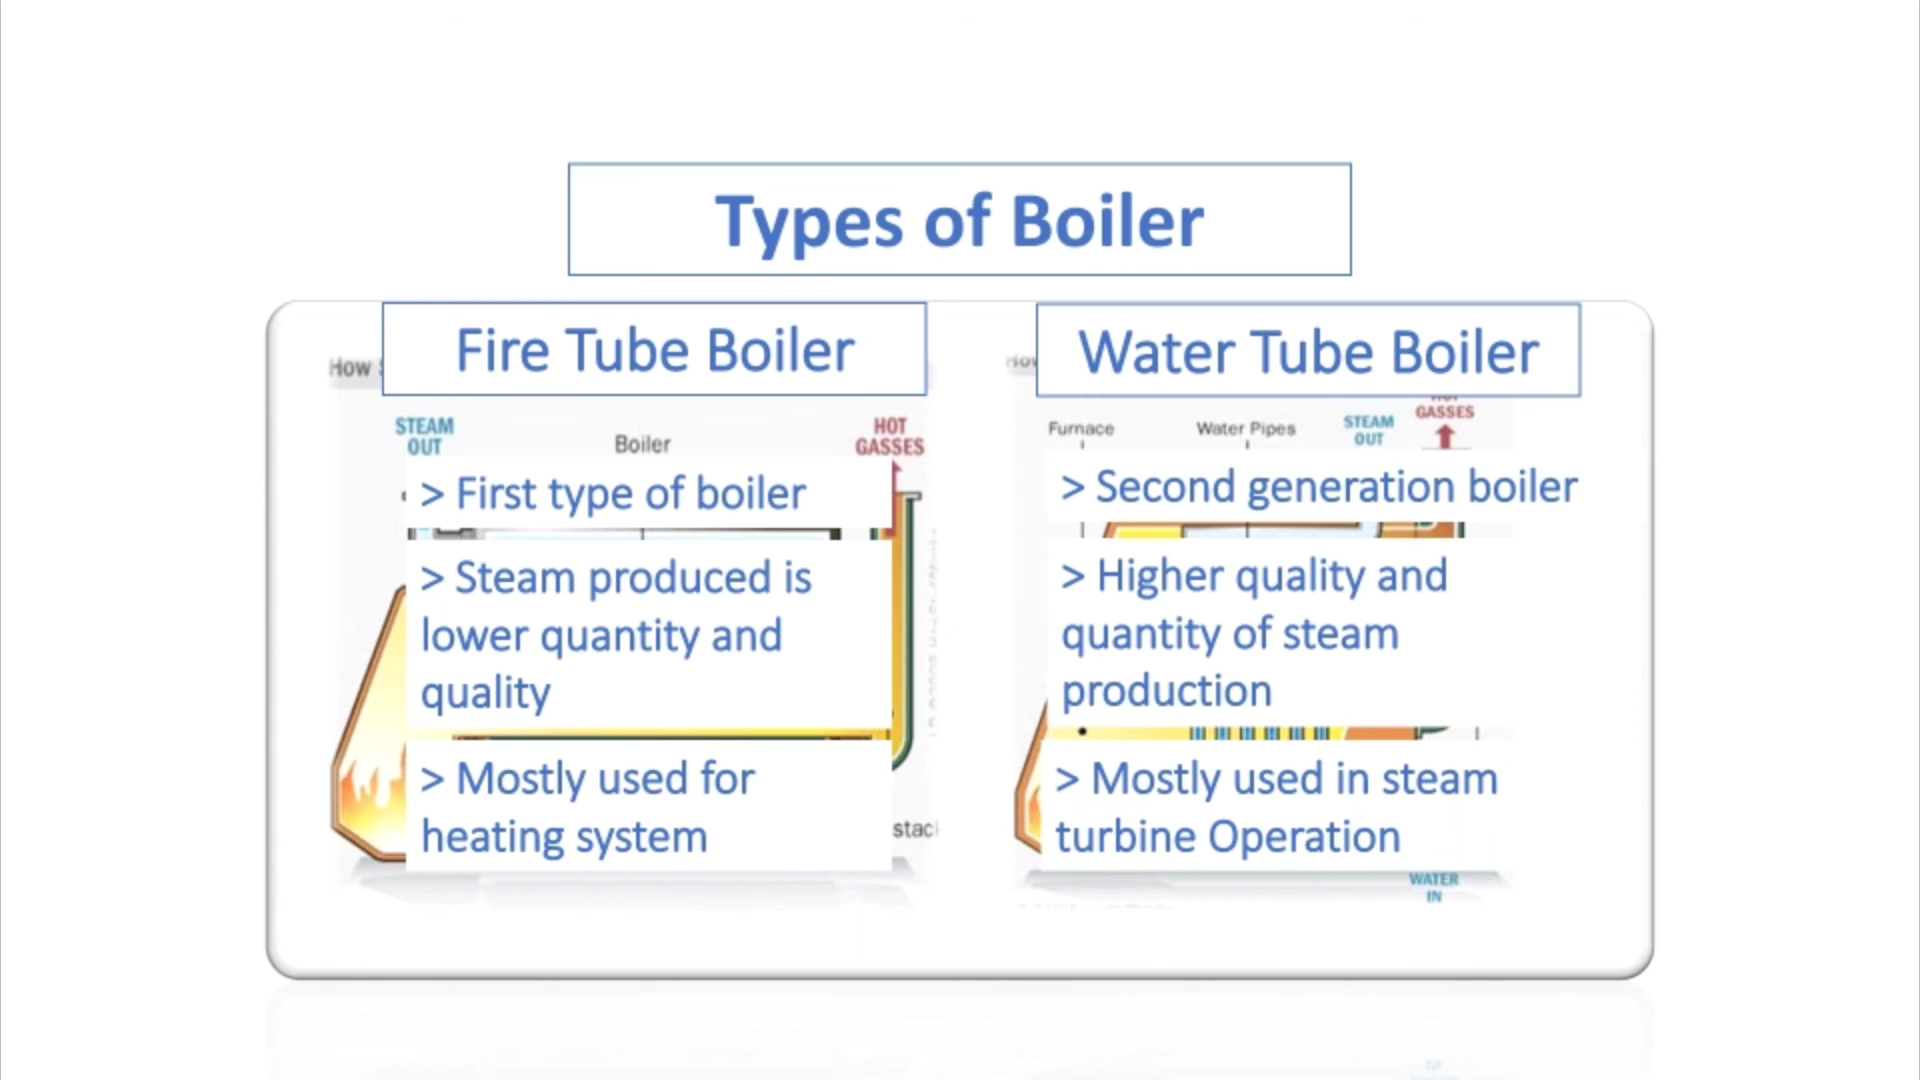 Types of Boiler
Fire Tube Boiler
How
STEAM
OUT
Boiler
HOT
GASSES
> First type of boiler
> Steam produced is
lower quantity and
quality
> Mostly used for
heating system
Water Tube Boiler
Furnace
Water Pipes
STEAM
OUT
GASSES
> Second generation boiler
> Higher quality and
quantity of steam
production
> Mostly used in steam
turbine Operation
WATER
IN